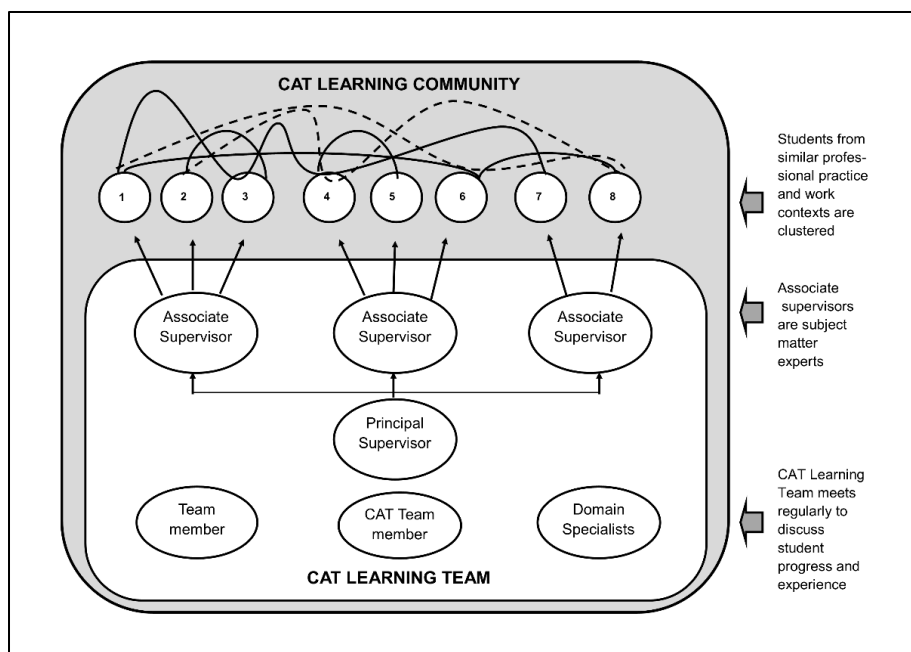 CAT LEARNING COMMUNITY
1 2 3 4 5 6 7 8
Students from
similar profes-
sional practice
and work
contexts are
clustered
Associate
Supervisor
Associate
Supervisor
Associate
Supervisor
Associate
supervisors
are subject
matter
experts
Principal
Supervisor
Team
member
CAT Team
member
Domain
Specialists
CAT LEARNING TEAM
CAT Learning
Team meets
regularly to
discuss
student
progress and
experience